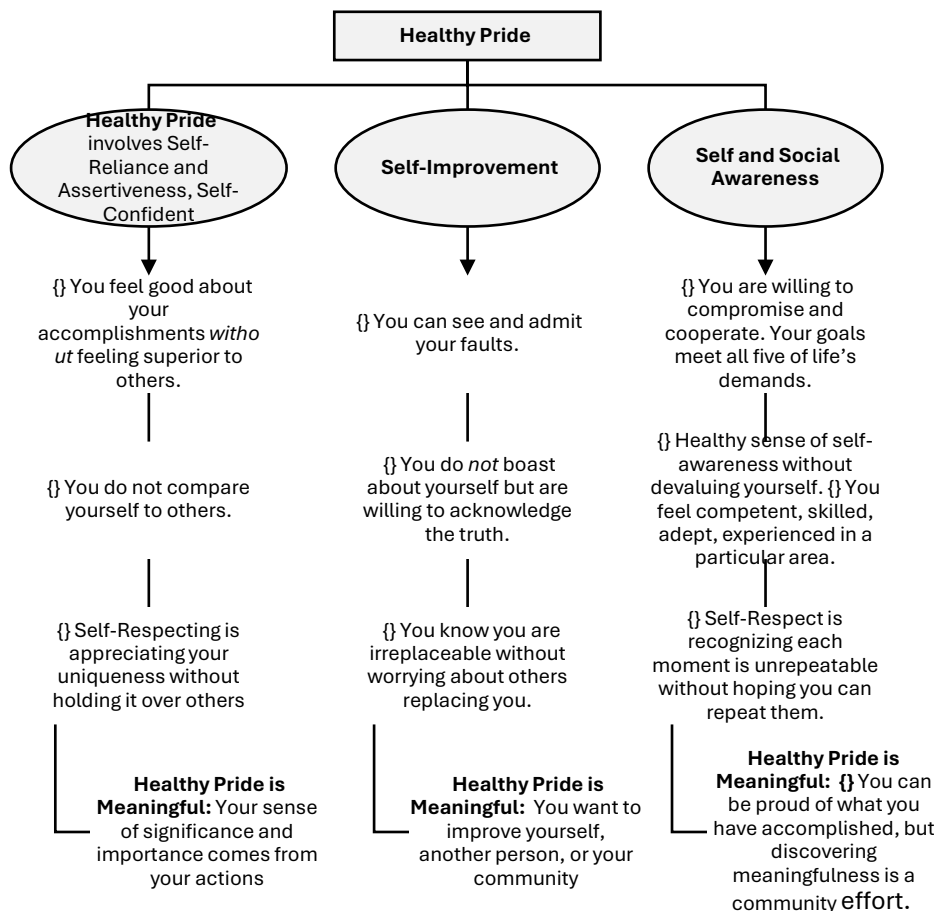 Healthy Pride
Healthy Pride
involves Self-
Reliance and
Assertiveness, Self-
Confident
{} You feel good about
your
accomplishments witho
ut feeling superior to
others.
{} You do not compare
yourself to others.
{} Self-Respecting is
appreciating your
uniqueness without
holding it over others
Healthy Pride is
Meaningful: Your sense
of significance and
importance comes from
your actions
Self-Improvement
{} You can see and admit
your faults.
{} You do not boast
about yourself but are
willing to acknowledge
the truth.
{} You know you are
irreplaceable without
worrying about others
replacing you.
Healthy Pride is
Meaningful: You want to
improve yourself,
another person, or your
community
Self and Social
Awareness
{} You are willing to
compromise and
cooperate. Your goals
meet all five of life's
demands.
{} Healthy sense of self-
awareness without
devaluing yourself. {} You
feel competent, skilled,
adept, experienced in a
particular area.
{} Self-Respect is
recognizing each
moment is unrepeatable
without hoping you can
repeat them.
Healthy Pride is
Meaningful: {} You can
be proud of what you
have accomplished, but
discovering
meaningfulness is a
community effort.